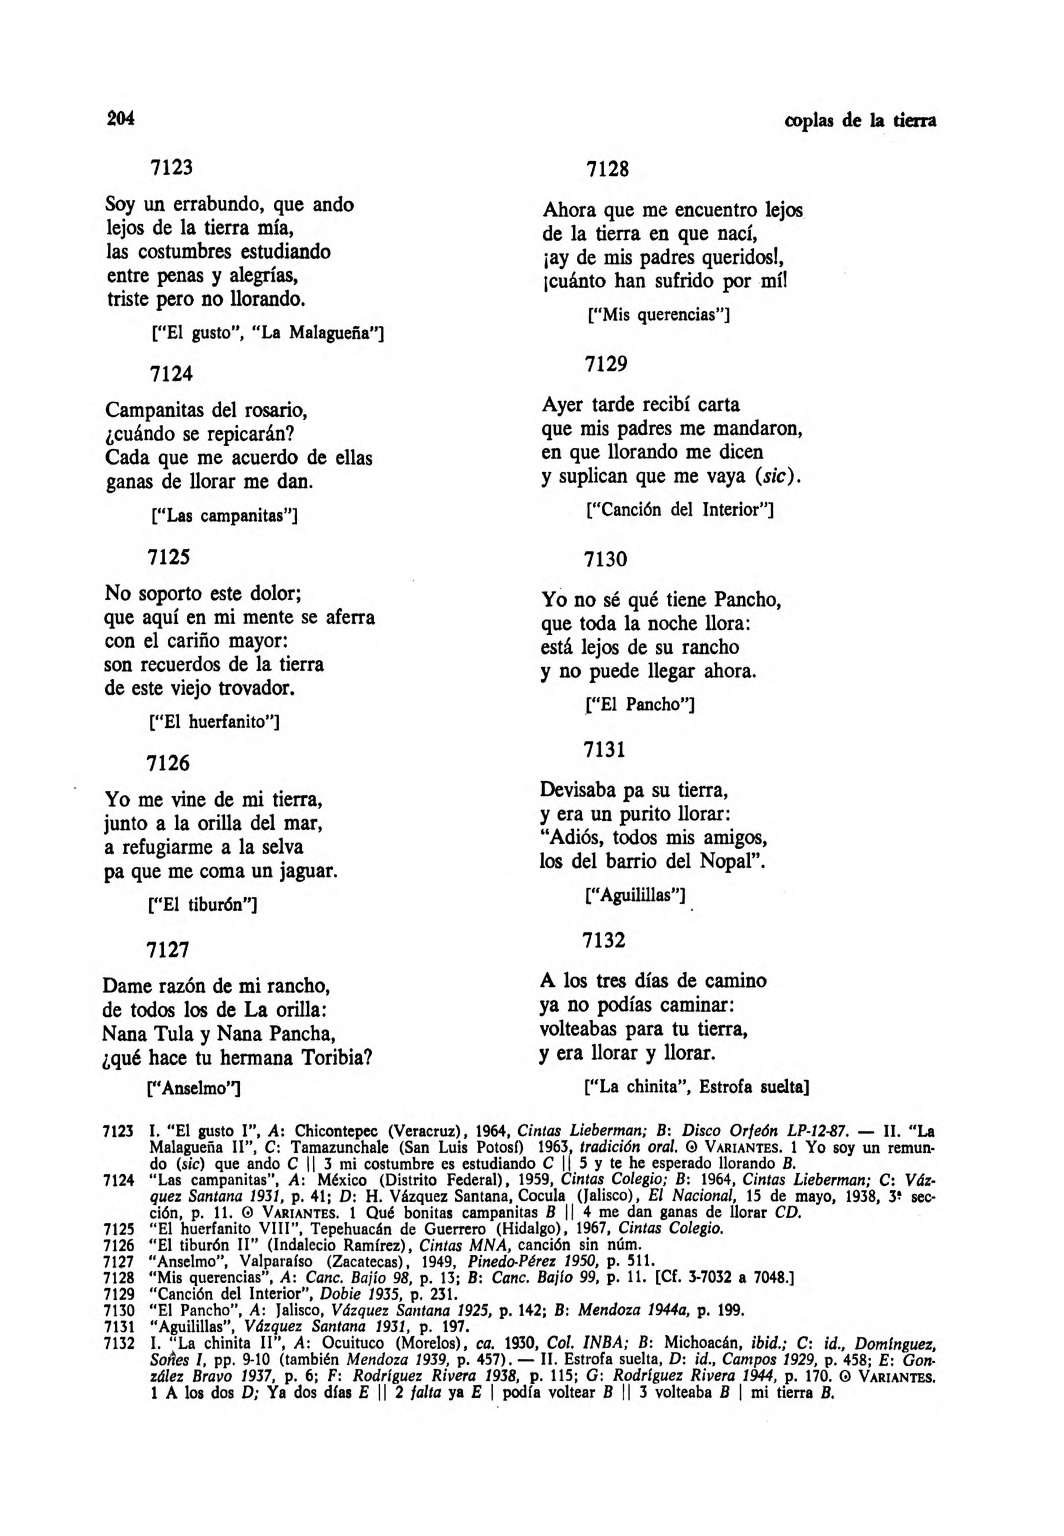 204
coplas de la tierra
7123
Soy un errabundo, que ando
lejos de la tierra mía,
las costumbres estudiando
entre penas y alegrías,
triste pero no llorando.
["El gusto", "La Malagueña"]
7124
Campanitas del rosario,
¿cuándo se repicarán?
Cada que me acuerdo de ellas
ganas de llorar me dan.
["Las campanitas"]
7125
No soporto este dolor;
que aquí en mi mente se aferra
con el cariño mayor:
son recuerdos de la tierra
de este viejo trovador.
["El huerfanito"]
7126
Yo me vine de mi tierra,
junto a la orilla del mar,
a refugiarme a la selva
pa que me coma un jaguar.
["El tiburón"]
7127
Dame razón de mi rancho,
de todos los de La orilla:
Nana Tula y Nana Pancha,
¿qué hace tu hermana Toribia?
["Anselmo"]
7128
Ahora que me encuentro lejos
de la tierra en que nací,
¡ay de mis padres queridos!,
¡cuánto han sufrido por mí!
["Mis querencias"]
7129
Ayer tarde recibí carta
que mis padres me mandaron,
en que llorando me dicen
y suplican que me vaya (sic).
["Canción del Interior"]
7130
Yo no sé qué tiene Pancho,
que toda la noche llora:
está lejos de su rancho
y no puede llegar ahora.
["El Pancho"]
7131
Devisaba pa su tierra,
y era un purito llorar:
"Adiós, todos mis amigos,
los del barrio del Nopal".
["Aguilillas"]
7132
A los tres días de camino
ya no podías caminar:
volteabas para tu tierra,
y era llorar y llorar.
["La chinita", Estrofa suelta]
7123 I. "El gusto I", A: Chicontepec (Veracruz), 1964, Cintas Lieberman; B: Disco Orfeón LP-12-87. — II. "La
Malagueña II", C: Tamazunchale (San Luis Potosí) 1963, tradición oral. ⊙ VARIANTES. 1 Yo soy un remun-
do (sic) que ando C || 3 mi costumbre es estudiando C || 5 y te he esperado llorando B.
7124 "Las campanitas", A: México (Distrito Federal), 1959, Cintas Colegio; B: 1964, Cintas Lieberman; C: Váz-
quez Santana 1931, p. 41; D: H. Vázquez Santana, Cocula (Jalisco), El Nacional, 15 de mayo, 1938, 3ª sec-
ción, p. 11. ⊙ VARIANTES. 1 Qué bonitas campanitas B || 4 me dan ganas de llorar CD.
7125 "El huerfanito VIII", Tepehuacán de Guerrero (Hidalgo), 1967, Cintas Colegio.
7126 "El tiburón II" (Indalecio Ramírez), Cintas MNA, canción sin núm.
7127 "Anselmo", Valparaíso (Zacatecas), 1949, Pinedo-Pérez 1950, p. 511.
7128 "Mis querencias", A: Canc. Bajío 98, p. 13; B: Canc. Bajío 99, p. 11. [Cf. 3-7032 a 7048.]
7129 "Canción del Interior", Dobie 1935, p. 231.
7130 "El Pancho", A: Jalisco, Vázquez Santana 1925, p. 142; B: Mendoza 1944a, p. 199.
7131 "Aguilillas", Vázquez Santana 1931, p. 197.
7132 I. "La chinita II", A: Ocuituco (Morelos), ca. 1930, Col. INBA; B: Michoacán, ibid.; C: id., Domínguez,
Sones I, pp. 9-10 (también Mendoza 1939, p. 457). — II. Estrofa suelta, D: id., Campos 1929, p. 458; E: Gon-
zález Bravo 1937, p. 6; F: Rodríguez Rivera 1938, p. 115; G: Rodríguez Rivera 1944, p. 170. ⊙ VARIANTES.
1 A los dos D; Ya dos días E || 2 falta ya E | podía voltear B || 3 volteaba B | mi tierra B.